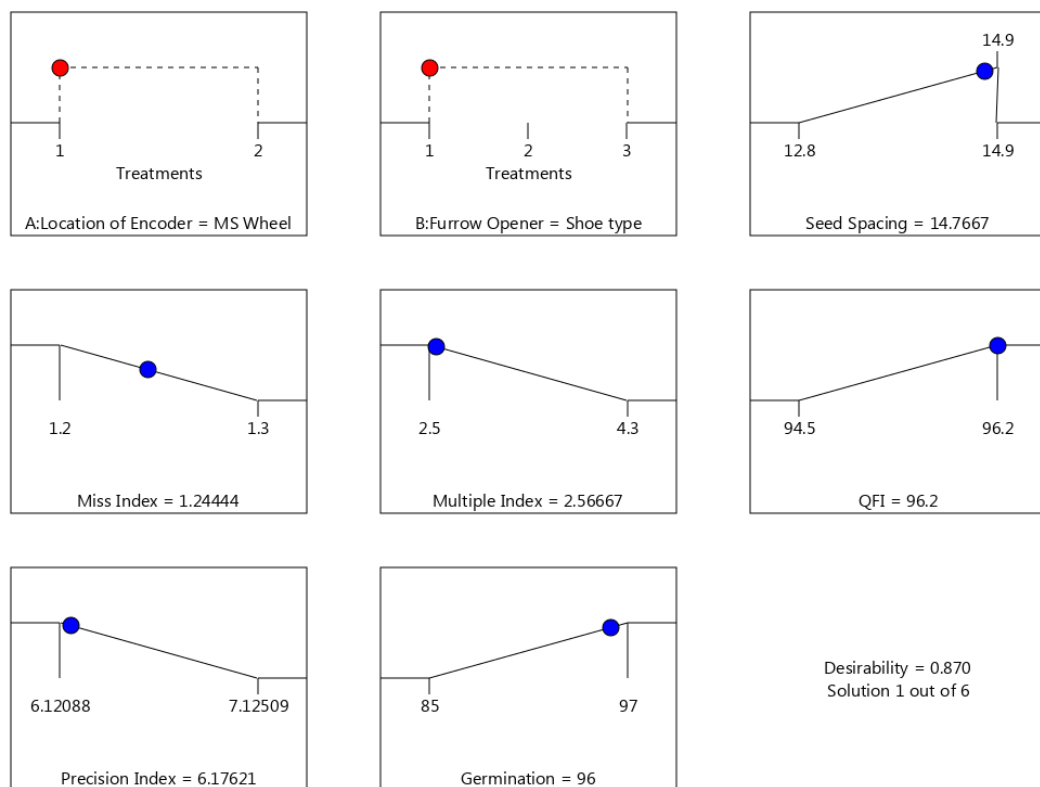 1
2
Treatments
A:Location of Encoder = MS Wheel
1
2
3
Treatments
B:Furrow Opener = Shoe type
14.9
12.8
14.9
Seed Spacing = 14.7667
1.2
1.3
Miss Index = 1.24444
2.5
4.3
Multiple Index = 2.56667
94.5
96.2
QFI = 96.2
6.12088
7.12509
Precision Index = 6.17621
85
97
Germination = 96
Desirability = 0.870
Solution 1 out of 6